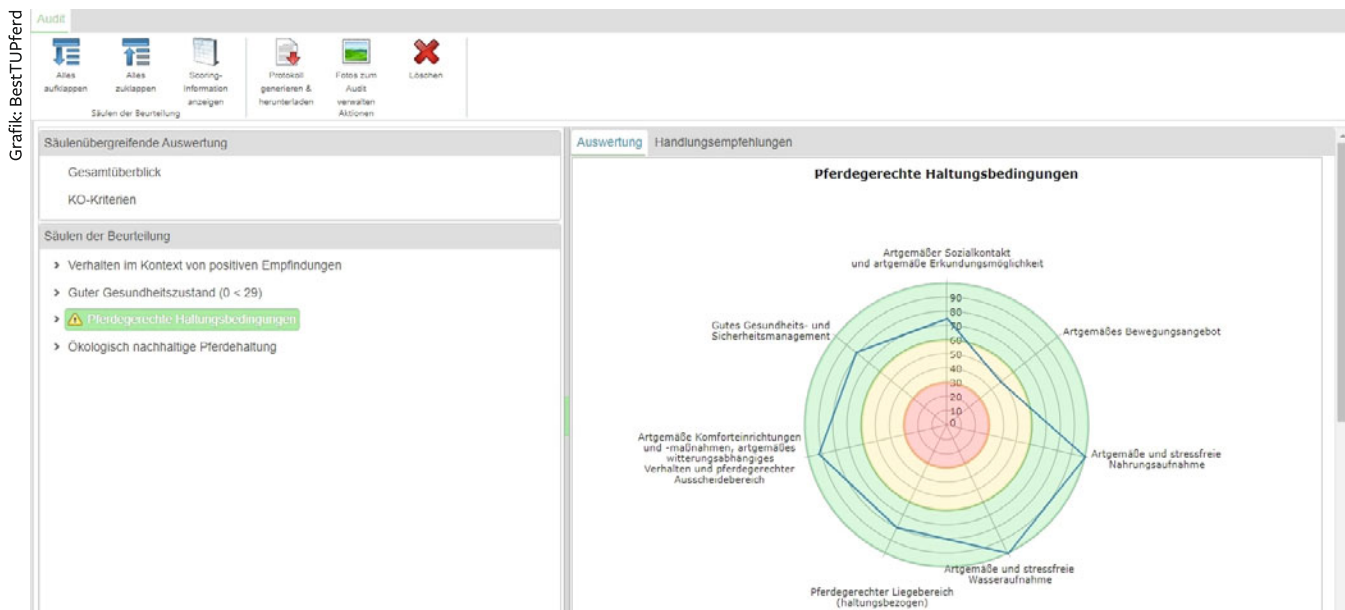 Grafik: BestTUPferd
Audit
Alles
aufklappen
Alles
zuklappen
Scoring-
Information
anzeigen
Säulen der Beurteilung
Protokoll
generieren &
herunterladen
Fotos zum
Audit
verwalten
Löschen
Aktionen
Säulenübergreifende Auswertung
Gesamtüberblick
KO-Kriterien
Säulen der Beurteilung
Verhalten im Kontext von positiven Empfindungen
Guter Gesundheitszustand (0 < 29)
Pferdegerechte Haltungsbedingungen
Ökologisch nachhaltige Pferdehaltung
Auswertung
Handlungsempfehlungen
Pferdegerechte Haltungsbedingungen
Artgemäßer Sozialkontakt
und artgemäße Erkundungsmöglichkeit
Gutes Gesundheits- und
Sicherheitsmanagement
Artgemäßes Bewegungsangebot
90
80
70
60
50
40
30
20
10
0
Artgemäße Komforteinrichtungen
und -maßnahmen, artgemäßes
witterungsabhängiges
Verhalten und pferdegerechter
Ausscheidebereich
Artgemäße und stressfreie
Nahrungsaufnahme
Artgemäße und stressfreie
Wasseraufnahme
Pferdegerechter Liegebereich
(haltungsbezogen)